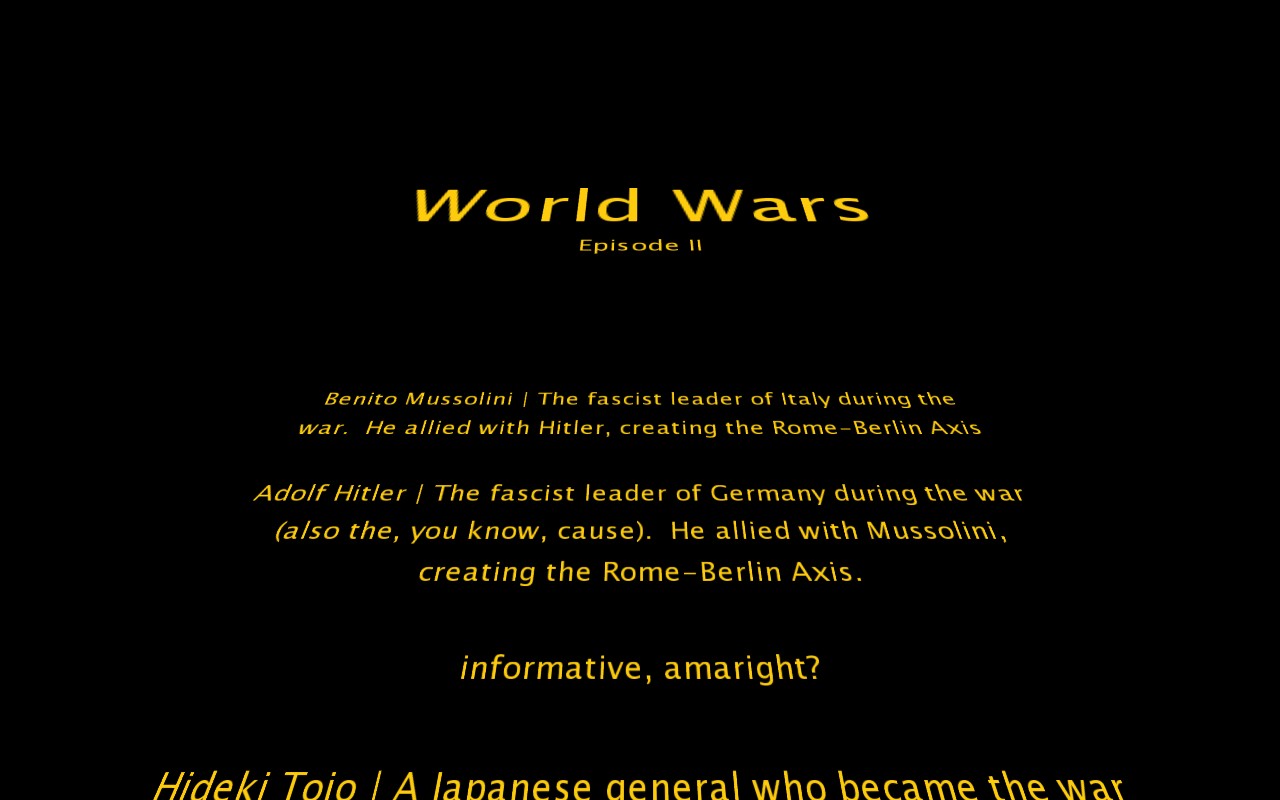 World Wars
Episode II
Benito Mussolini | The fascist leader of Italy during the
war.  He allied with Hitler, creating the Rome-Berlin Axis
Adolf Hitler | The fascist leader of Germany during the war
(also the, you know, cause).  He allied with Mussolini,
creating the Rome-Berlin Axis.
informative, amaright?
Hideki Tojo | A Japanese general who became the war